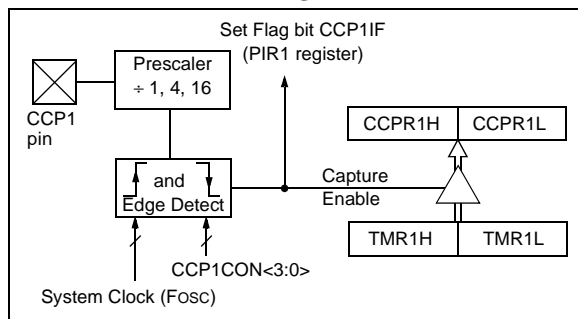 Set Flag bit CCP1IF
(PIR1 register)
Prescaler
÷ 1, 4, 16
CCP1
pin
CCPR1H
CCPR1L
and
Edge Detect
Capture
Enable
TMR1H
TMR1L
CCP1CON<3:0>
System Clock (FOSC)